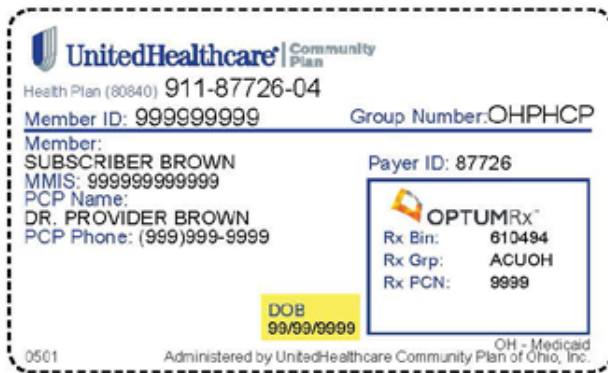 UnitedHealthcare® Community Plan
Health Plan (80840) 911-87726-04
Member ID: 999999999 Group Number:OHPHCP
Member:
SUBSCRIBER BROWN
MMIS: 999999999999
PCP Name:
DR. PROVIDER BROWN
PCP Phone: (999)999-9999
Payer ID: 87726
OPTUMRx™
Rx Bin: 610494
Rx Grp: ACUOH
Rx PCN: 9999
DOB
99/99/9999
OH - Medicaid
0501 Administered by UnitedHealthcare Community Plan of Ohio, Inc.